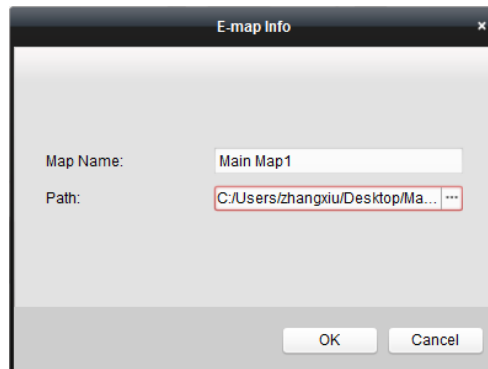 E-map Info
Map Name: Main Map1
Path: C:/Users/zhangxiu/Desktop/Ma... ...
OK Cancel